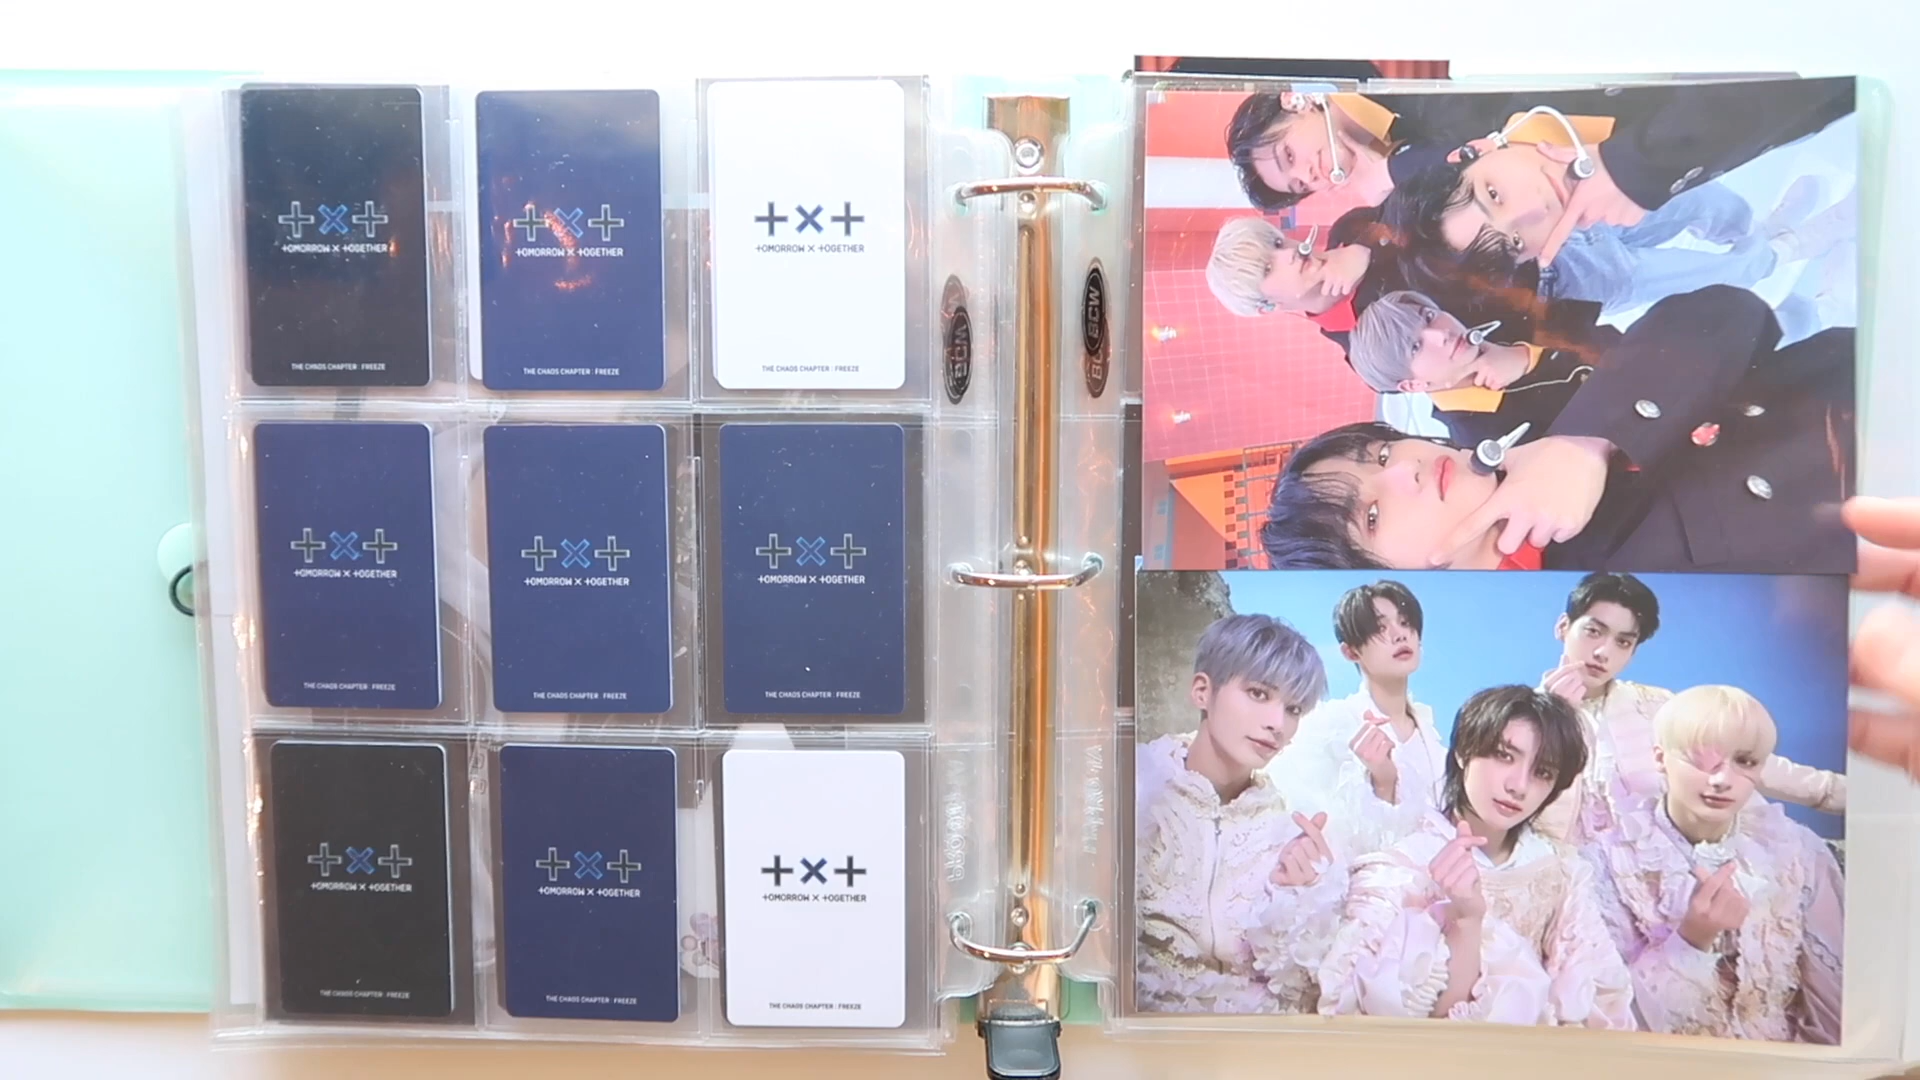 +x+
+OMORROW X +OGETHER
THE CHAOS CHAPTER : FREEZE
+x+
+OMORROW X +OGETHER
THE CHAOS CHAPTER : FREEZE
+x+
+OMORROW X +OGETHER
THE CHAOS CHAPTER : FREEZE
BCW
BCW
+x+
+OMORROW X +OGETHER
THE CHAOS CHAPTER : FREEZE
+x+
+OMORROW X +OGETHER
THE CHAOS CHAPTER : FREEZE
+x+
+OMORROW X +OGETHER
THE CHAOS CHAPTER : FREEZE
+x+
+OMORROW X +OGETHER
THE CHAOS CHAPTER : FREEZE
+x+
+OMORROW X +OGETHER
THE CHAOS CHAPTER : FREEZE
+x+
+OMORROW X +OGETHER
THE CHAOS CHAPTER : FREEZE